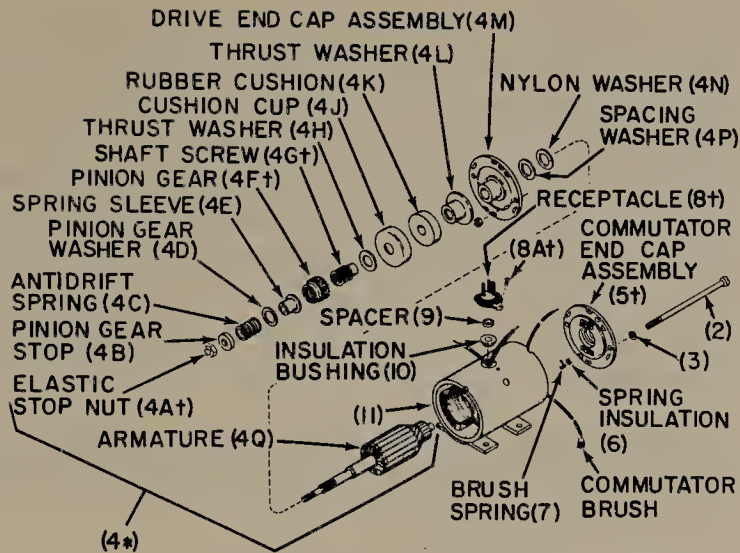 DRIVE END CAP ASSEMBLY(4M)
THRUST WASHER(4L)
RUBBER CUSHION(4K)
CUSHION CUP(4J)
THRUST WASHER(4H)
SHAFT SCREW(4G†)
PINION GEAR(4F†)
SPRING SLEEVE(4E)
PINION GEAR
WASHER(4D)
ANTIDRIFT
SPRING(4C)
PINION GEAR
STOP (4B)
ELASTIC
STOP NUT(4A†)
NYLON WASHER(4N)
SPACING
WASHER(4P)
RECEPTACLE(8†)
(8A†)
COMMUTATOR
END CAP
ASSEMBLY
(5†)
SPACER(9)
INSULATION
BUSHING(10)
(2)
(3)
(11)
ARMATURE(4Q)
SPRING
INSULATION
(6)
BRUSH
SPRING(7)
COMMUTATOR
BRUSH
(4*)